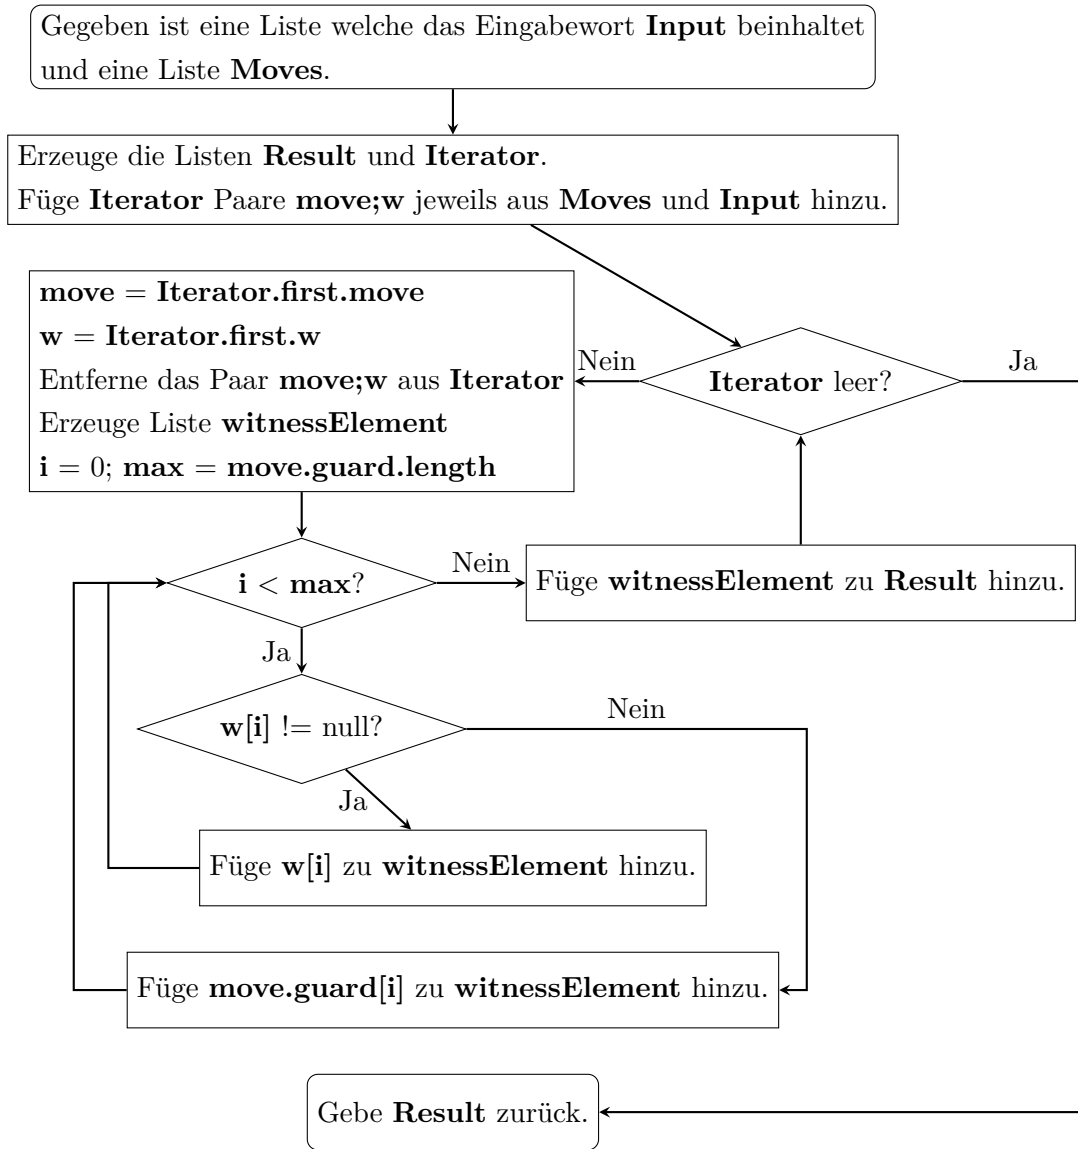 Gegeben ist eine Liste welche das Eingabewort Input beinhaltet
und eine Liste Moves.
Erzeuge die Listen Result und Iterator.
Füge Iterator Paare move;w jeweils aus Moves und Input hinzu.
move = Iterator.first.move
w = Iterator.first.w
Entferne das Paar move;w aus Iterator
Erzeuge Liste witnessElement
i = 0; max = move.guard.length
Nein
Iterator leer?
Ja
i < max?
Nein
Füge witnessElement zu Result hinzu.
Ja
w[i] != null?
Nein
Ja
Füge w[i] zu witnessElement hinzu.
Füge move.guard[i] zu witnessElement hinzu.
Gebe Result zurück.